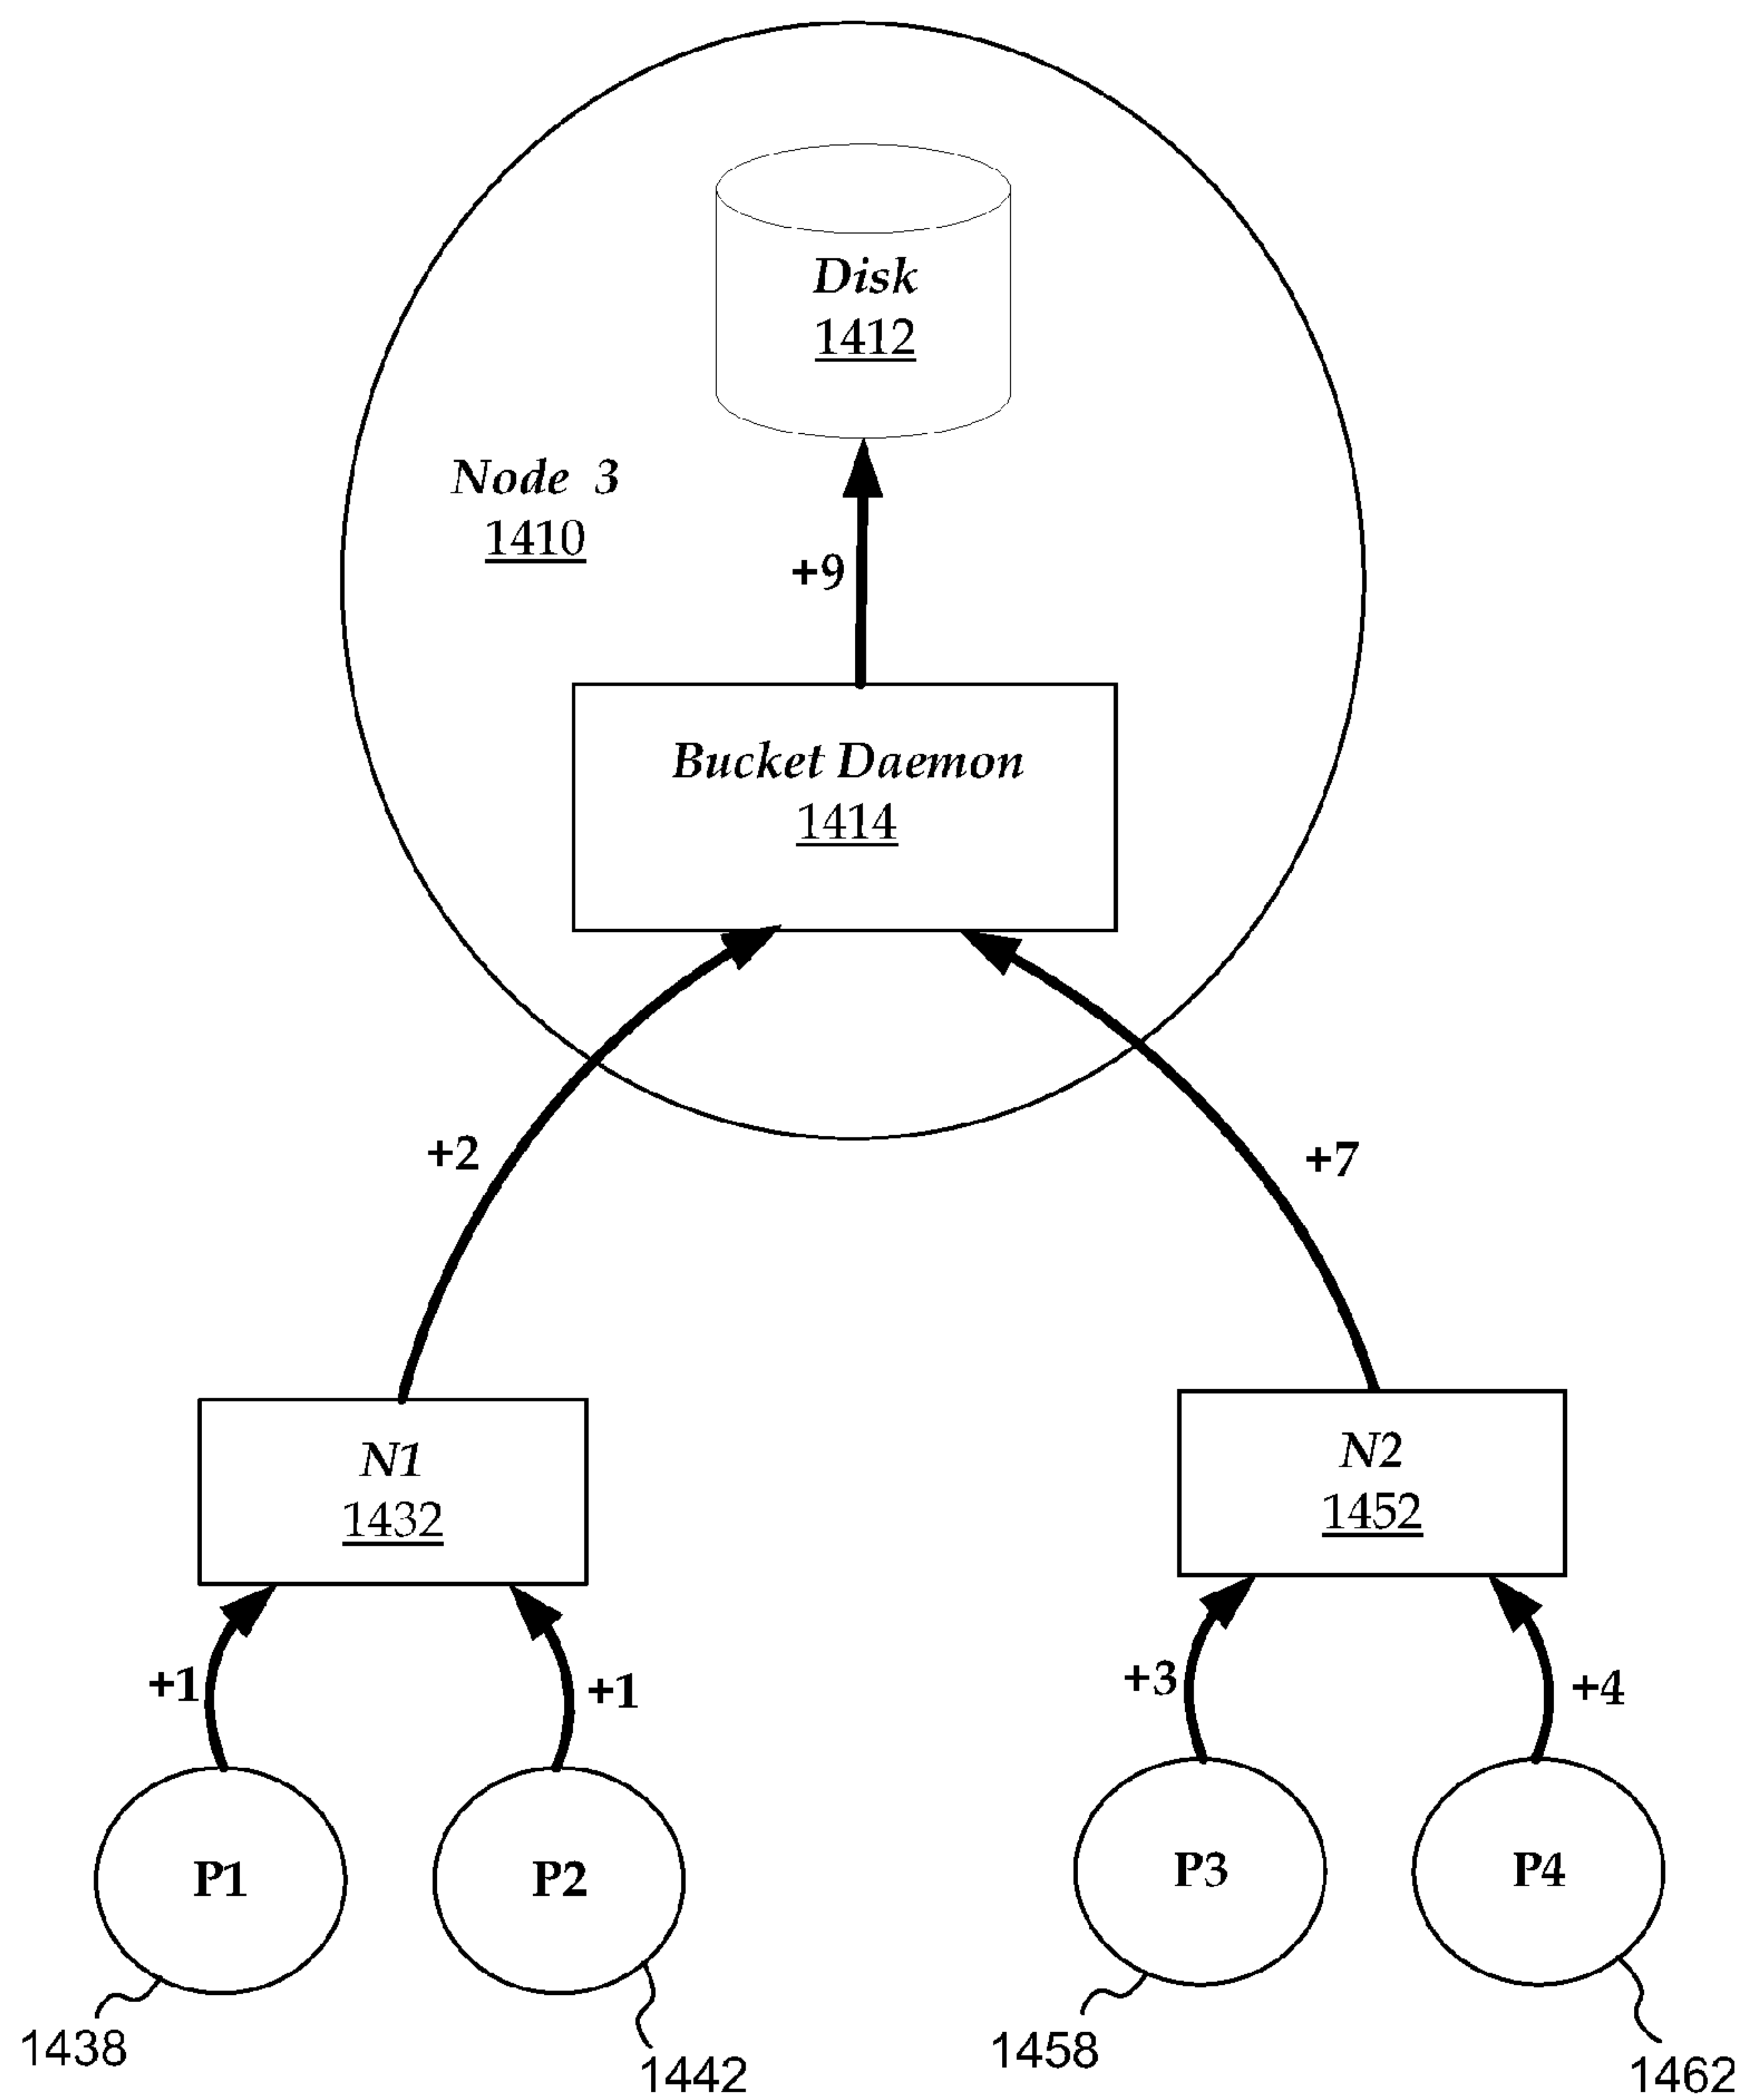 Disk
1412
Node 3
1410
+9
Bucket Daemon
1414
+2
+7
N1
1432
N2
1452
+1
+1
+3
+4
P1
P2
P3
P4
1438
1442
1458
1462